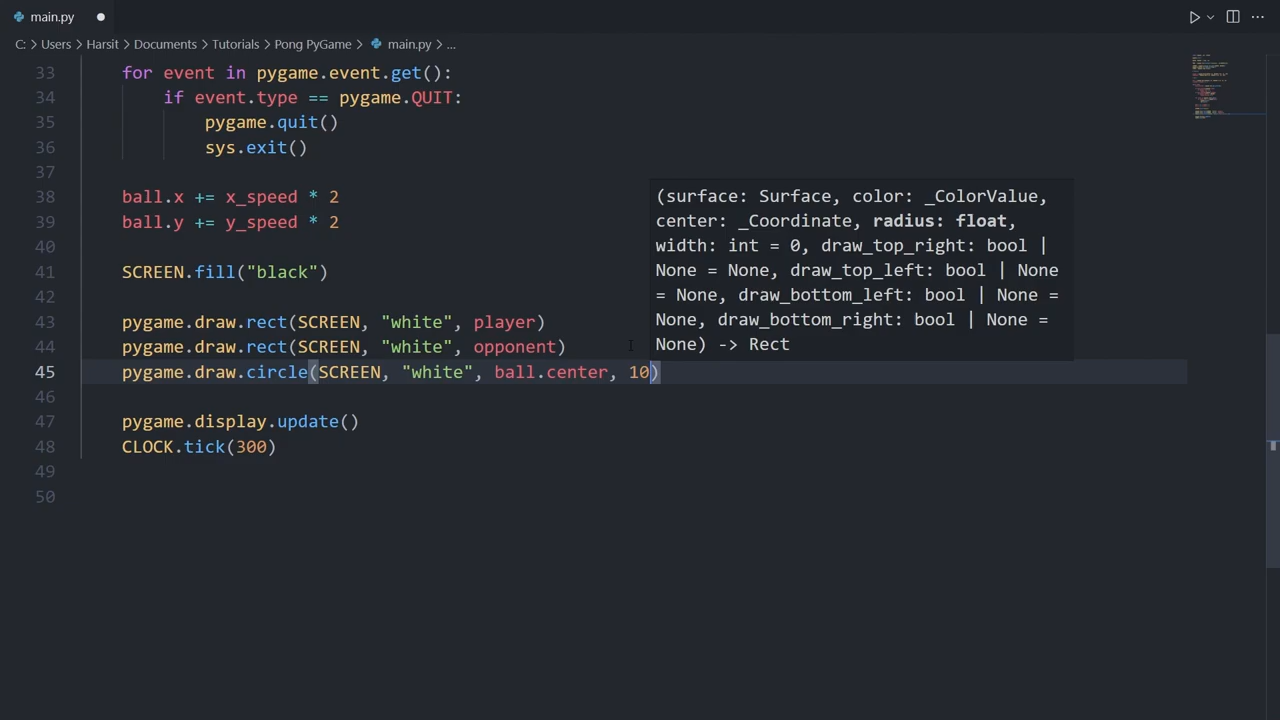 main.py
C: > Users > Harsit > Documents > Tutorials > Pong PyGame > main.py > ...
33 for event in pygame.event.get():
34 if event.type == pygame.QUIT:
35 pygame.quit()
36 sys.exit()
37
38 ball.x += x_speed * 2
39 ball.y += y_speed * 2
40
41 SCREEN.fill("black")
42
43 pygame.draw.rect(SCREEN, "white", player)
44 pygame.draw.rect(SCREEN, "white", opponent)
45 pygame.draw.circle(SCREEN, "white", ball.center, 10)
46
47 pygame.display.update()
48 CLOCK.tick(300)
49
50
(surface: Surface, color: _ColorValue,
center: _Coordinate, radius: float,
width: int = 0, draw_top_right: bool |
None = None, draw_top_left: bool | None
= None, draw_bottom_left: bool | None =
None, draw_bottom_right: bool | None =
None) -> Rect